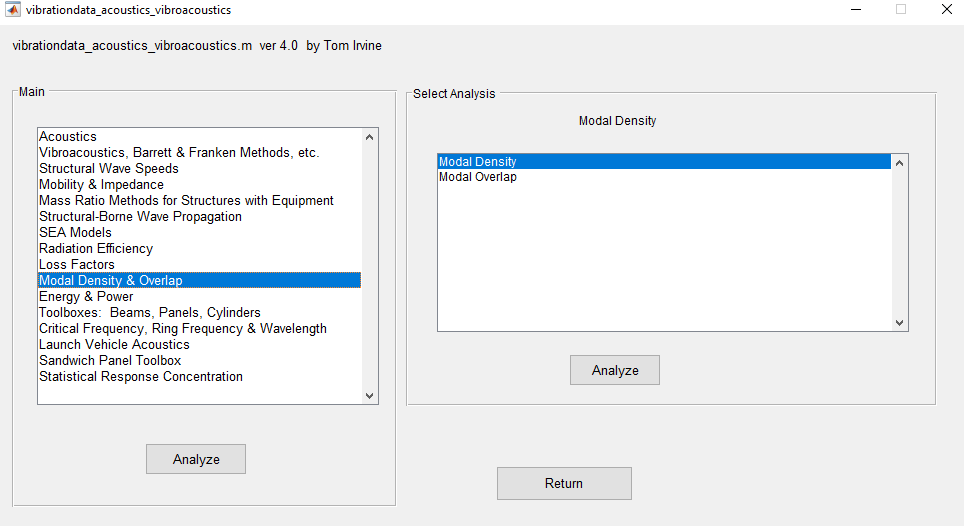 vibrationdata_acoustics_vibroacoustics
vibrationdata_acoustics_vibroacoustics.m ver 4.0 by Tom Irvine
Main
Acoustics
Vibroacoustics, Barrett & Franken Methods, etc.
Structural Wave Speeds
Mobility & Impedance
Mass Ratio Methods for Structures with Equipment
Structural-Borne Wave Propagation
SEA Models
Radiation Efficiency
Loss Factors
Modal Density & Overlap
Energy & Power
Toolboxes: Beams, Panels, Cylinders
Critical Frequency, Ring Frequency & Wavelength
Launch Vehicle Acoustics
Sandwich Panel Toolbox
Statistical Response Concentration
Analyze
Select Analysis
Modal Density
Modal Density
Modal Overlap
Analyze
Return